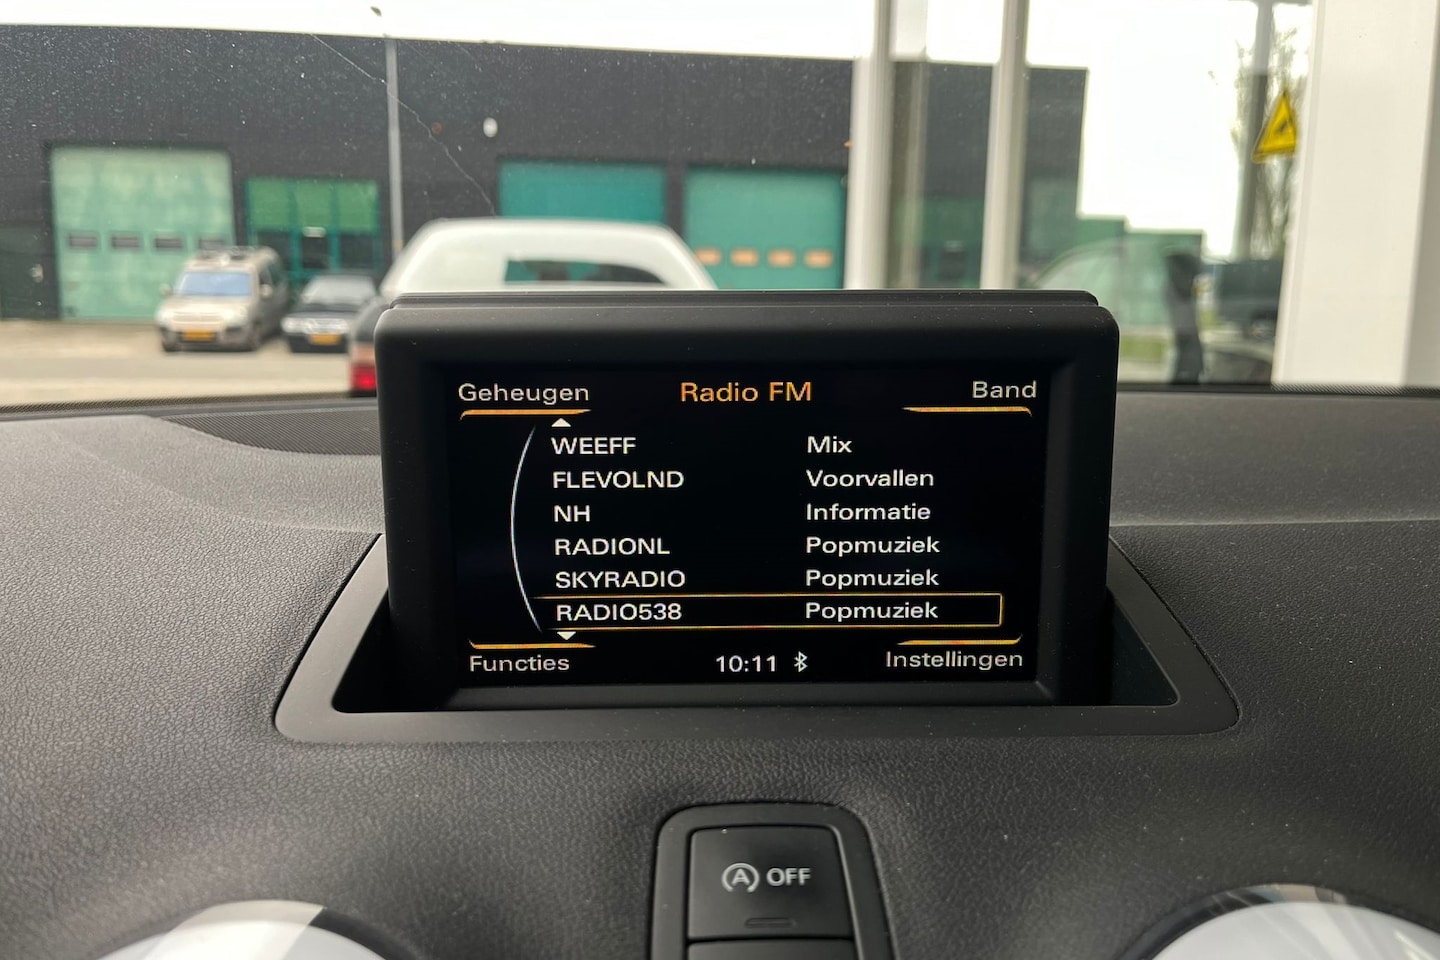 Geheugen Radio FM Band
WEEFF Mix
FLEVOLND Voorvallen
NH Informatie
RADIONL Popmuziek
SKYRADIO Popmuziek
RADIO538 Popmuziek
Functies 10:11 Instellingen
A OFF